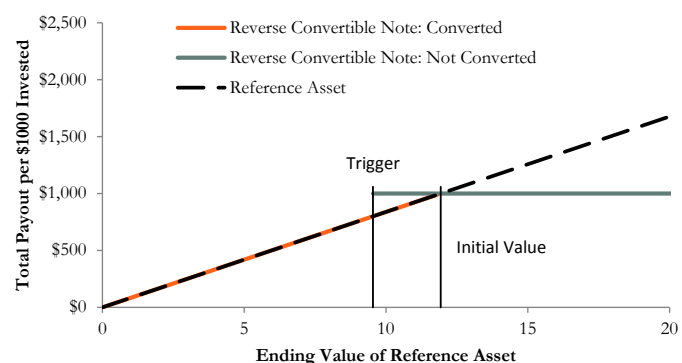 $2,500
$2,000
$1,500
$1,000
$500
$0
Total Payout per $1000 Invested
Reverse Convertible Note: Converted
Reverse Convertible Note: Not Converted
Reference Asset
Trigger
Initial Value
0 5 10 15 20
Ending Value of Reference Asset